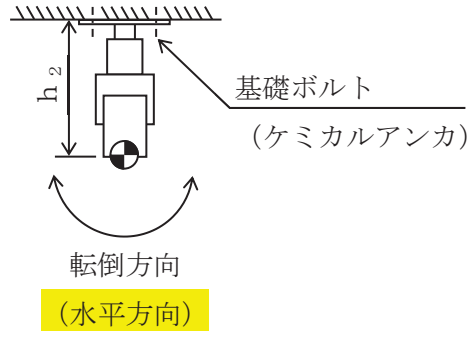 h₂
基礎ボルト
（ケミカルアンカ）
転倒方向
（水平方向）